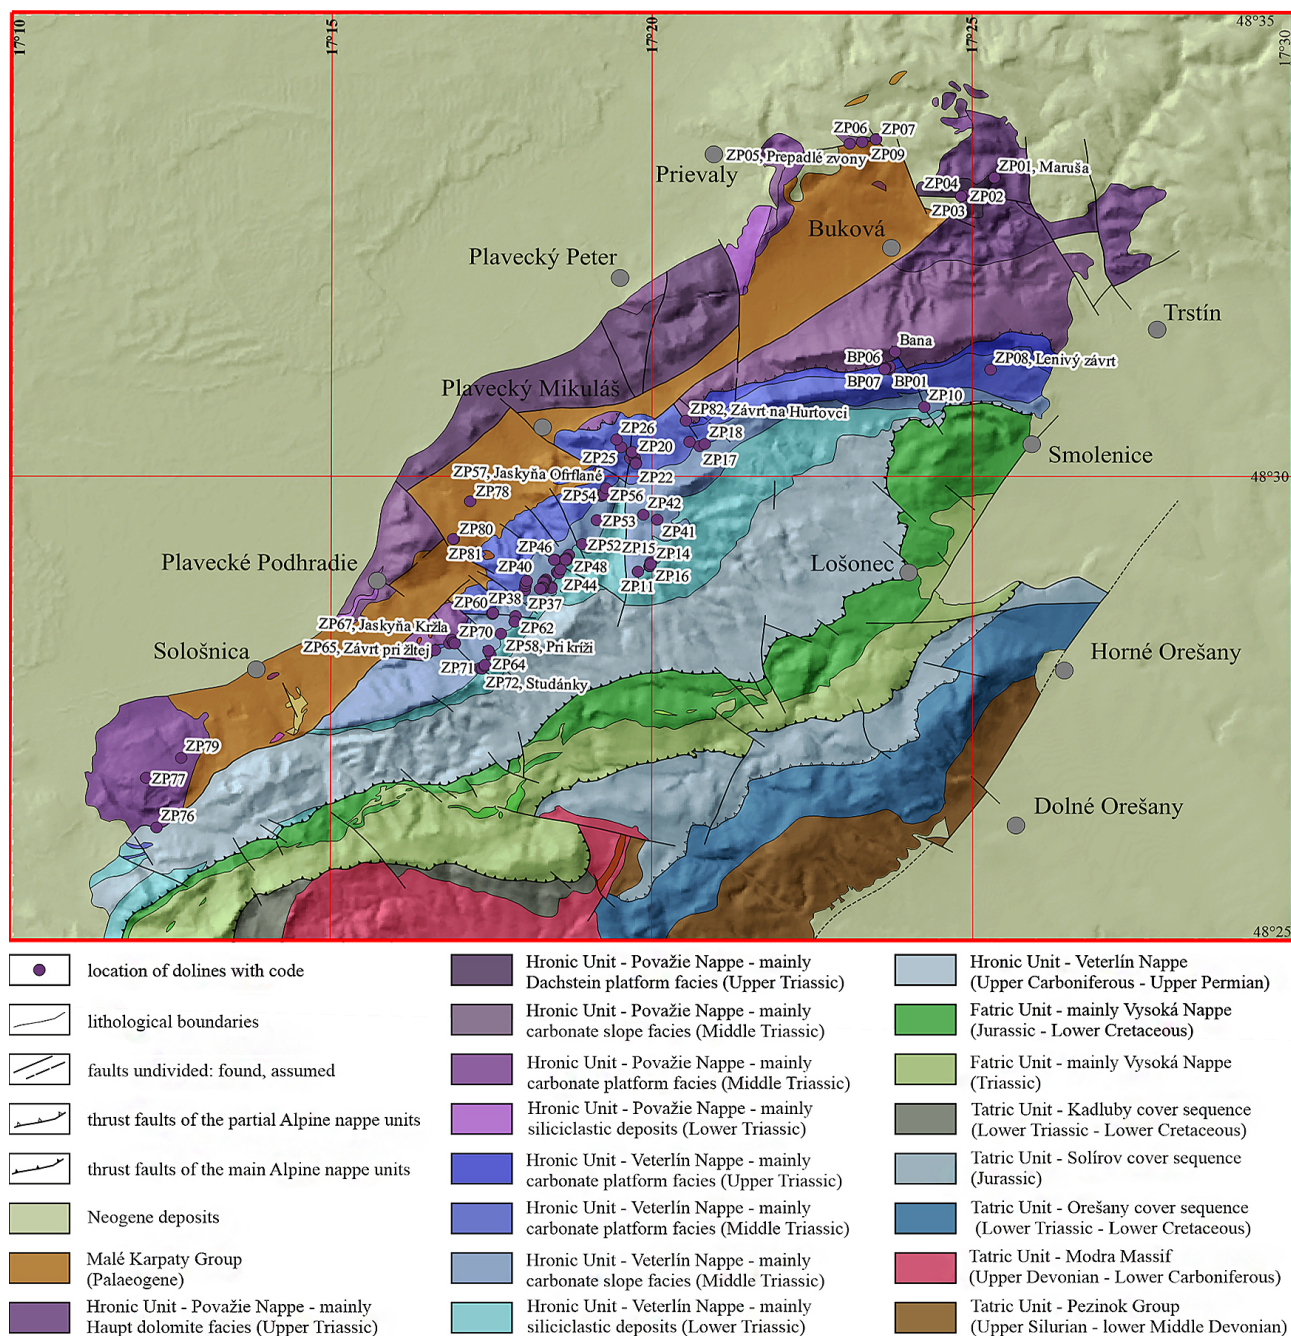 17°10
17°15
17°20
17°25
48°35
17°30
ZP06
ZP07
ZP05, Prepadlé zvony
ZP09
Prievaly
ZP01, Maruša
ZP04
ZP02
ZP03
Buková
Plavecký Peter
Trstín
Bana
BP06
ZP08, Lenivý závrt
BP07
BP01
Plavecký Mikuláš
ZP10
ZP82, Závrt na Hurtovci
ZP26
ZP18
ZP20
ZP25
ZP17
Smolenice
ZP57, Jaskyňa Ofrflané
ZP22
48°30
ZP78
ZP54
ZP56
ZP42
ZP53
ZP41
ZP80
ZP81
ZP46
ZP52
ZP15
ZP14
Plavecké Podhradie
ZP40
ZP48
Lošonec
ZP44
ZP11
ZP16
ZP60
ZP38
ZP37
ZP67, Jaskyňa Kržla
ZP70
ZP62
Sološnica
ZP65, Závrt pri žltej
ZP58, Pri kríži
Horné Orešany
ZP71
ZP64
ZP72, Studánky
ZP79
ZP77
ZP76
Dolné Orešany
48°25
location of dolines with code
lithological boundaries
faults undivided: found, assumed
thrust faults of the partial Alpine nappe units
thrust faults of the main Alpine nappe units
Neogene deposits
Malé Karpaty Group
(Palaeogene)
Hronic Unit - Považie Nappe - mainly
Haupt dolomite facies (Upper Triassic)
Hronic Unit - Považie Nappe - mainly
Dachstein platform facies (Upper Triassic)
Hronic Unit - Považie Nappe - mainly
carbonate slope facies (Middle Triassic)
Hronic Unit - Považie Nappe - mainly
carbonate platform facies (Middle Triassic)
Hronic Unit - Považie Nappe - mainly
siliciclastic deposits (Lower Triassic)
Hronic Unit - Veterlín Nappe - mainly
carbonate platform facies (Upper Triassic)
Hronic Unit - Veterlín Nappe - mainly
carbonate platform facies (Middle Triassic)
Hronic Unit - Veterlín Nappe - mainly
carbonate slope facies (Middle Triassic)
Hronic Unit - Veterlín Nappe - mainly
siliciclastic deposits (Lower Triassic)
Hronic Unit - Veterlín Nappe
(Upper Carboniferous - Upper Permian)
Fatric Unit - mainly Vysoká Nappe
(Jurassic - Lower Cretaceous)
Fatric Unit - mainly Vysoká Nappe
(Triassic)
Tatric Unit - Kadluby cover sequence
(Lower Triassic - Lower Cretaceous)
Tatric Unit - Solírov cover sequence
(Jurassic)
Tatric Unit - Orešany cover sequence
(Lower Triassic - Lower Cretaceous)
Tatric Unit - Modra Massif
(Upper Devonian - Lower Carboniferous)
Tatric Unit - Pezinok Group
(Upper Silurian - lower Middle Devonian)